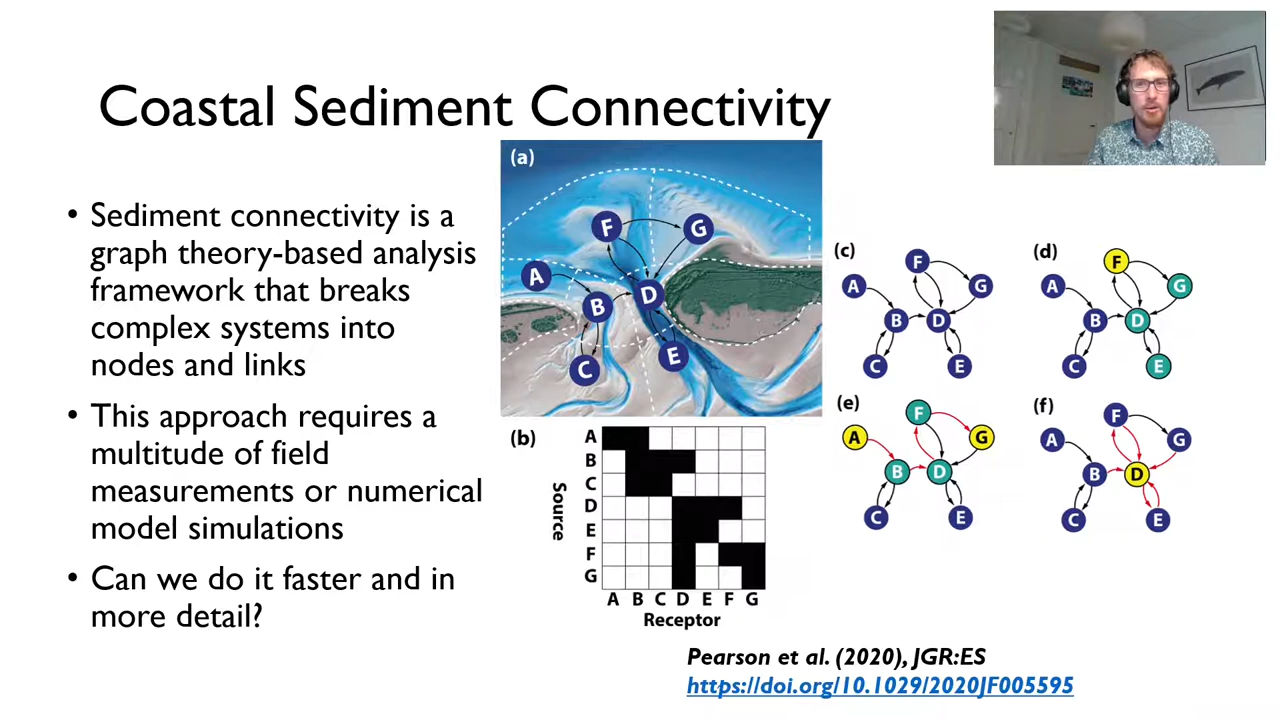 Coastal Sediment Connectivity
• Sediment connectivity is a
graph theory-based analysis
framework that breaks
complex systems into
nodes and links
• This approach requires a
multitude of field
measurements or numerical
model simulations
• Can we do it faster and in
more detail?
(a)
F
G
A
B
D
C
E
(b)
A
B
C
D
E
F
G
Source
A B C D E F G
Receptor
(c)
F
A
G
B
D
C
E
(d)
F
A
G
B
D
C
E
(e)
F
A
G
B
D
C
E
(f)
F
A
G
B
D
C
E
Pearson et al. (2020), JGR:ES
https://doi.org/10.1029/2020JF005595